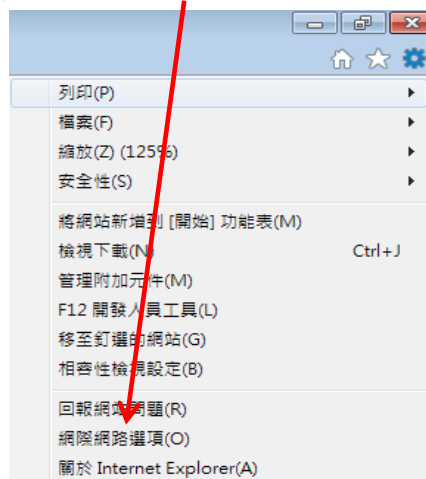 列印(P)
檔案(F)
縮放(Z) (125%)
安全性(S)
將網站新增到 [開始] 功能表(M)
檢視下載(N) Ctrl+J
管理附加元件(M)
F12 開發人員工具(L)
移至釘選的網站(G)
相容性檢視設定(B)
回報網站問題(R)
網際網路選項(O)
關於 Internet Explorer(A)